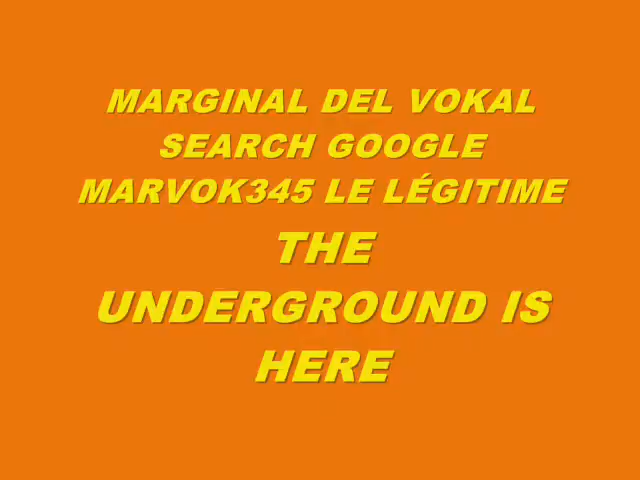 MARGINAL DEL VOKAL
SEARCH GOOGLE
MARVOK345 LE LÉGITIME
THE
UNDERGROUND IS
HERE